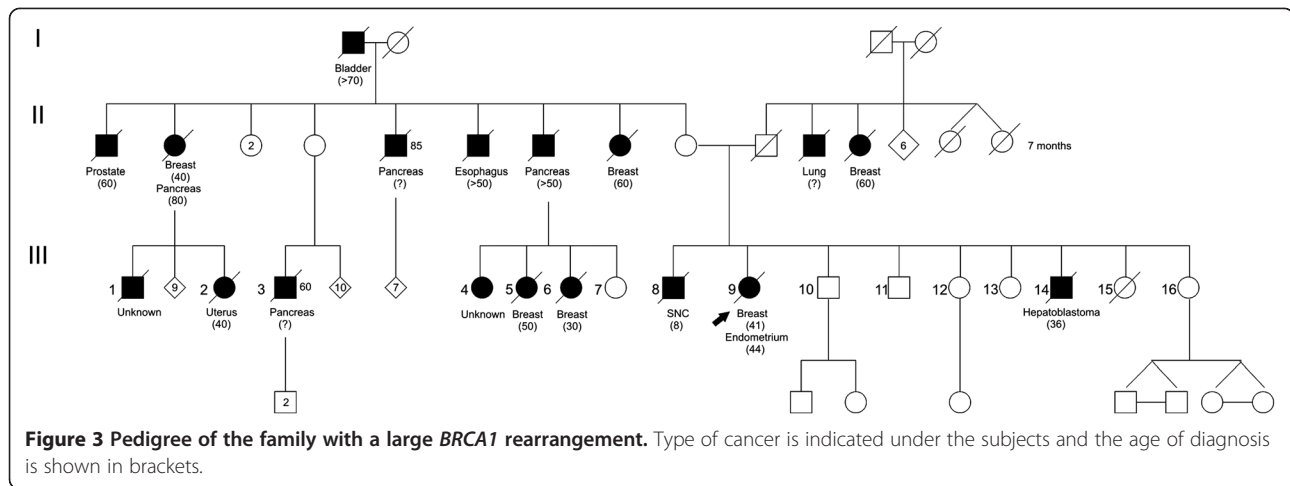 I
Bladder
(>70)
II
2 85 6 7 months
Prostate Breast Pancreas Esophagus Pancreas Breast Lung Breast
(60) (40) (?) (>50) (>50) (60) (?) (60)
Pancreas
(80)
III
1 9 2 3 60 10 7 4 5 6 7 8 9 10 11 12 13 14 15 16
Unknown Uterus Pancreas Unknown Breast Breast SNC Breast Hepatoblastoma
(40) (?) (50) (30) (8) (41) (36)
Endometrium
(44)
2
Figure 3 Pedigree of the family with a large BRCA1 rearrangement. Type of cancer is indicated under the subjects and the age of diagnosis
is shown in brackets.